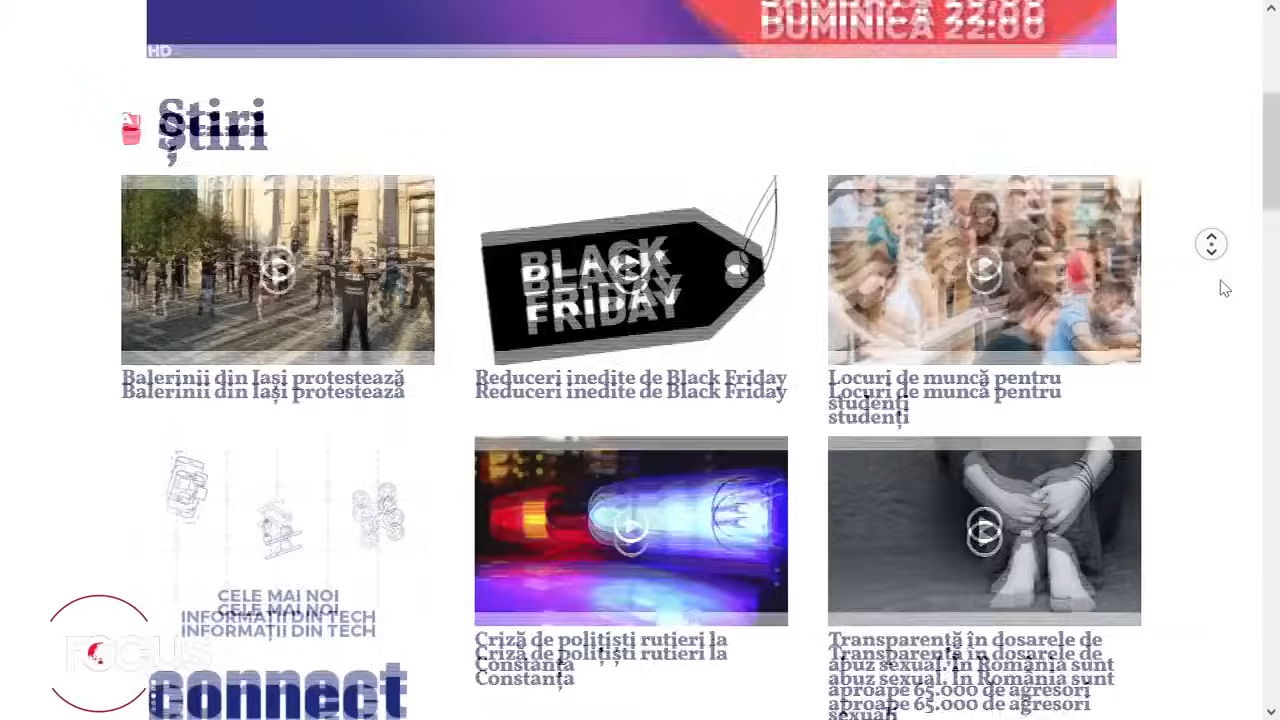 DUMINICĂ 22:00
HD
Știri
BLACK
FRIDAY
Balerinii din Iași protestează
Reduceri inedite de Black Friday
Locuri de muncă pentru
studenți
CELE MAI NOI
INFORMAȚII DIN TECH
connect
FOCUS
Criză de polițiști rutieri la
Constanța
Transparență în dosarele de
abuz sexual. În România sunt
aproape 65.000 de agresori
sexuali